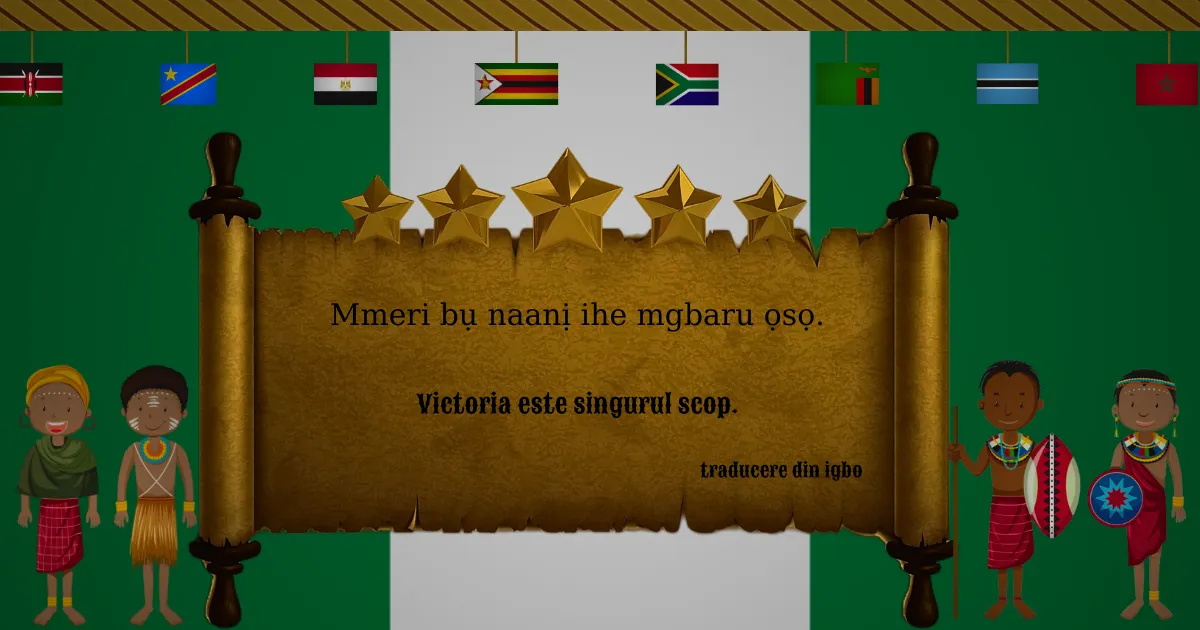 Mmeri bụ naanị ihe mgbaru ọsọ.
Victoria este singurul scop.
traducere din igbo